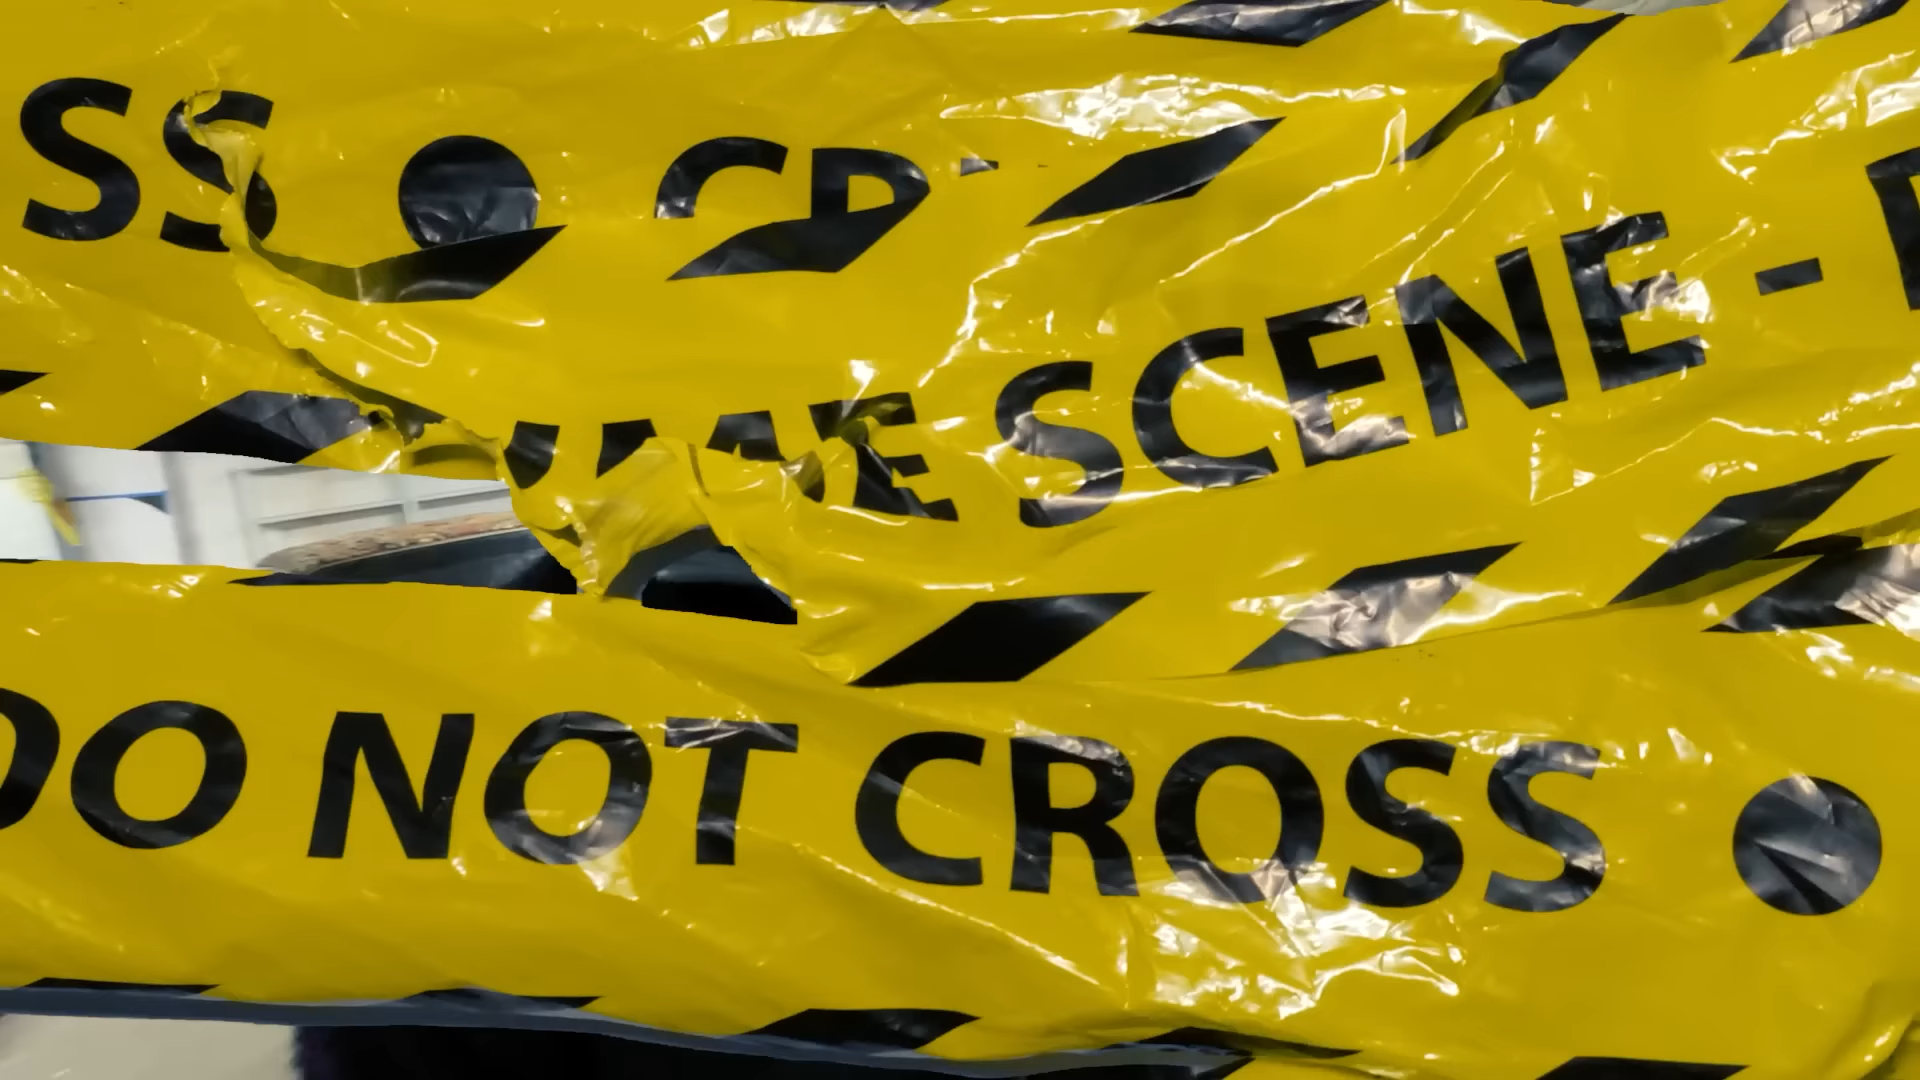 SS ●
SCENE -
DO NOT CROSS ●